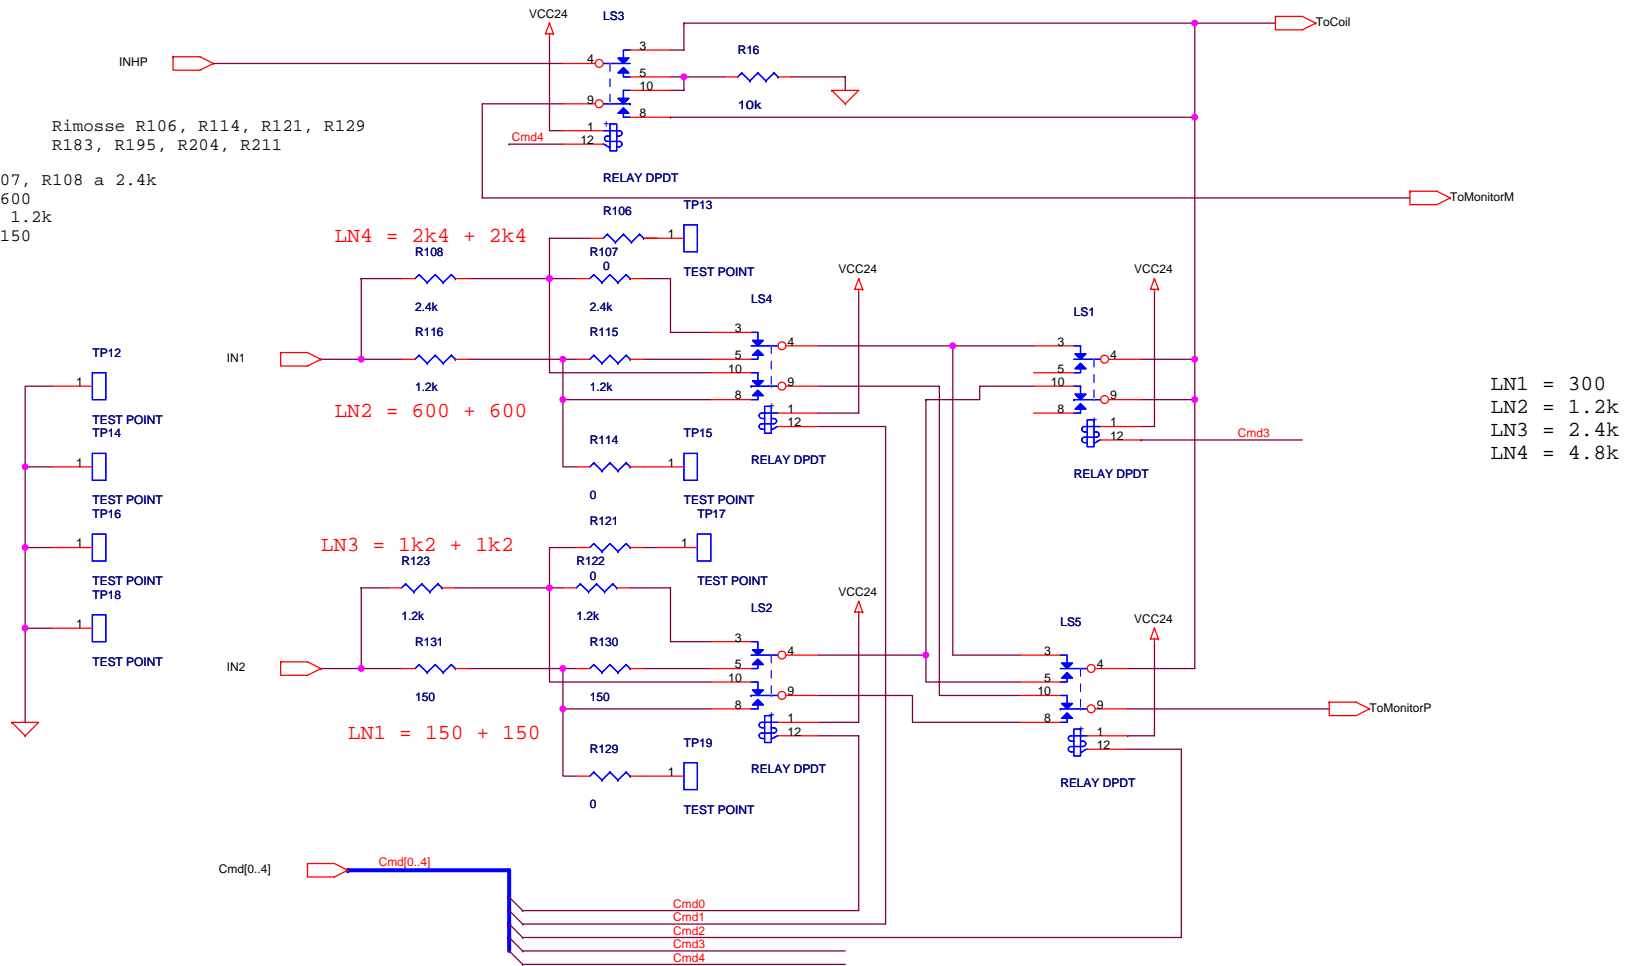 VCC24
LS3
ToCoil
INHP
4
3
5
10
9
8
1
12
R16
10k
Cmd4
RELAY DPDT
Rimosse R106, R114, R121, R129
R183, R195, R204, R211
07, R108 a 2.4k
600
1.2k
150
ToMonitorM
LN4 = 2k4 + 2k4
R106
TP13
1
TEST POINT
R108
2.4k
R107
0
2.4k
VCC24
LS4
VCC24
LS1
R116
1.2k
R115
1.2k
IN1
3
5
10
8
4
9
1
12
RELAY DPDT
3
5
10
8
4
9
1
12
Cmd3
RELAY DPDT
LN2 = 600 + 600
R114
0
TP15
1
TEST POINT
TP12
1
TEST POINT
TP14
1
TEST POINT
TP16
1
TEST POINT
TP18
1
TEST POINT
LN1 = 300
LN2 = 1.2k
LN3 = 2.4k
LN4 = 4.8k
LN3 = 1k2 + 1k2
R121
TP17
1
TEST POINT
R123
1.2k
R122
0
1.2k
VCC24
LS2
VCC24
LS5
R131
150
R130
150
IN2
3
5
10
8
4
9
1
12
RELAY DPDT
3
5
10
8
4
9
1
12
ToMonitorP
RELAY DPDT
LN1 = 150 + 150
R129
0
TP19
1
TEST POINT
Cmd[0..4]
Cmd[0..4]
Cmd0
Cmd1
Cmd2
Cmd3
Cmd4